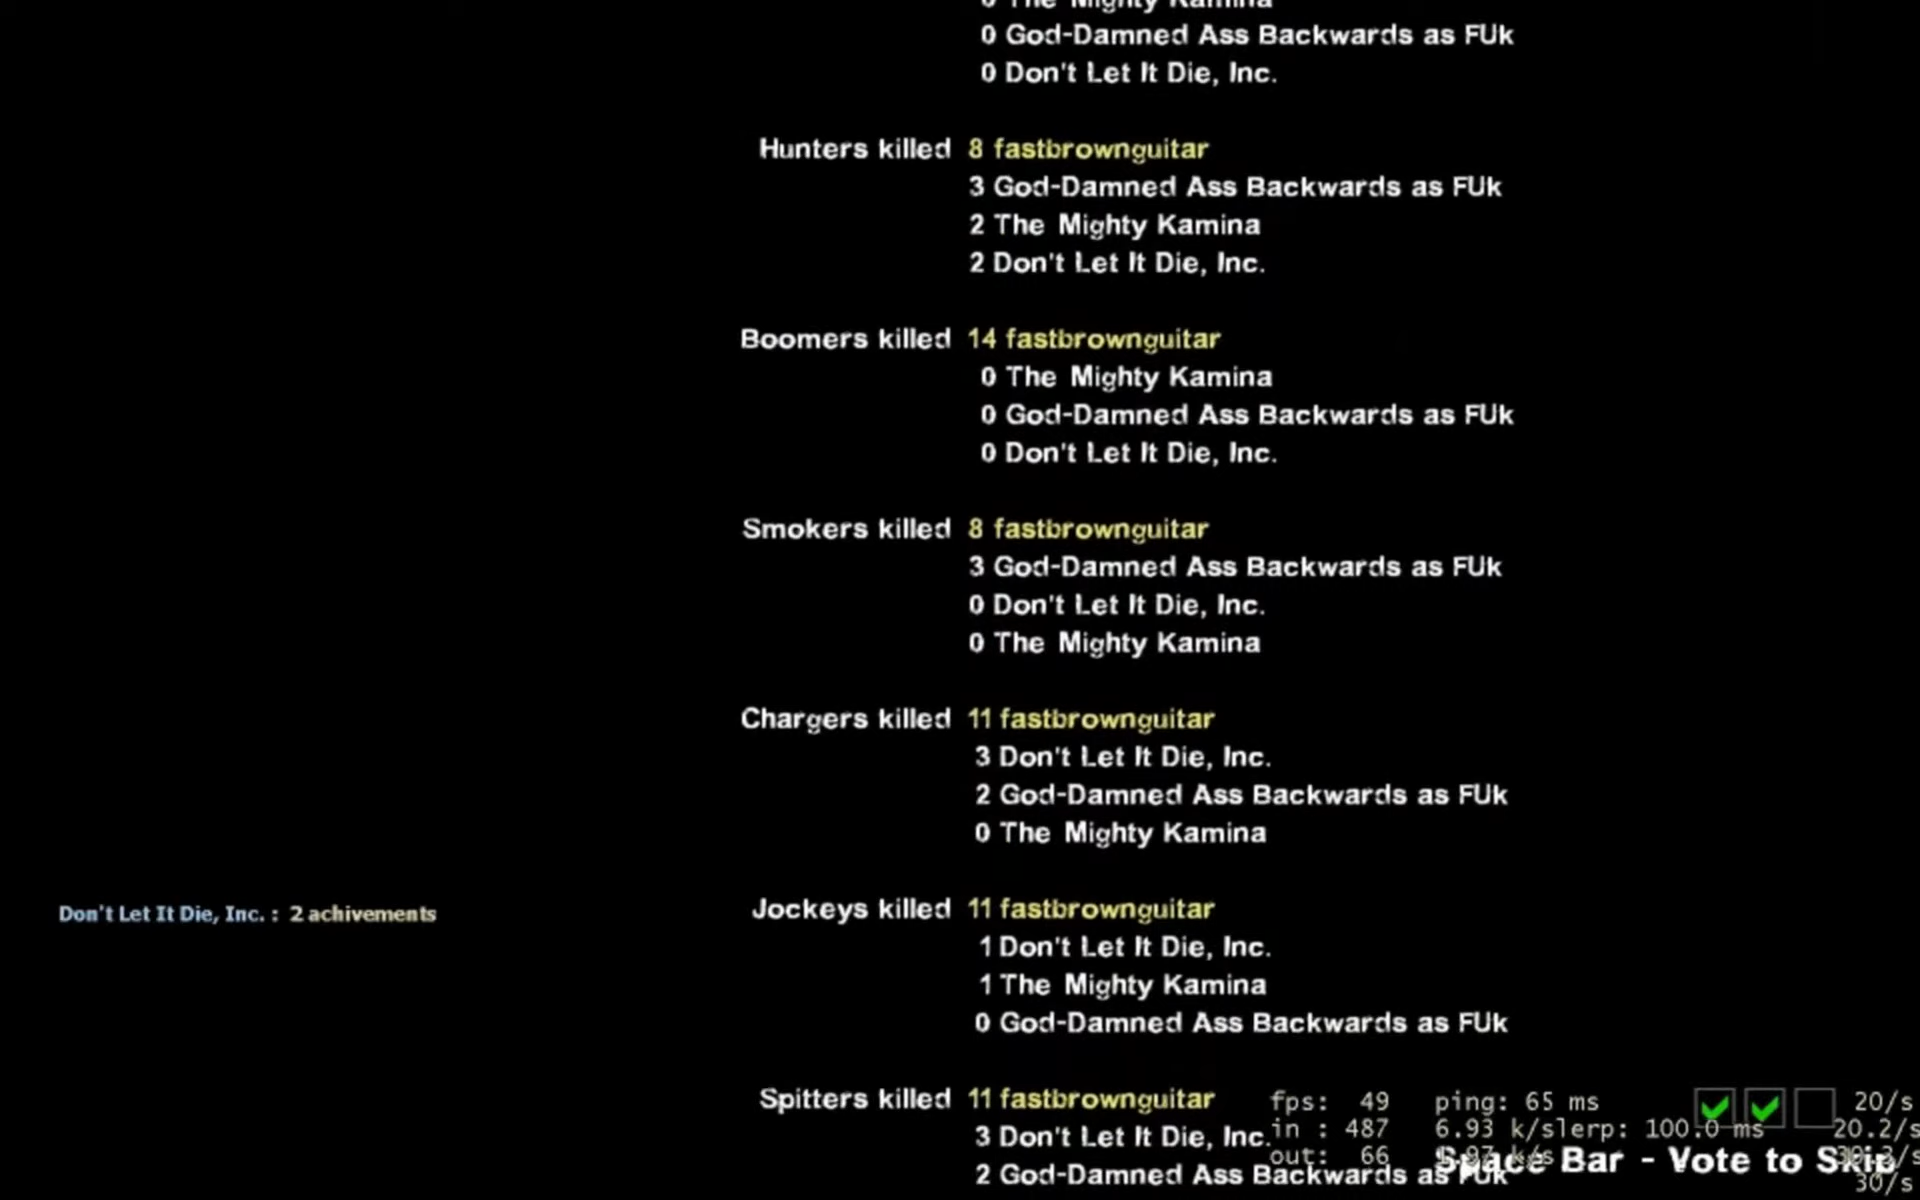 0 The Mighty Kamina
0 God-Damned Ass Backwards as FUk
0 Don't Let It Die, Inc.
Hunters killed 8 fastbrownguitar
3 God-Damned Ass Backwards as FUk
2 The Mighty Kamina
2 Don't Let It Die, Inc.
Boomers killed 14 fastbrownguitar
0 The Mighty Kamina
0 God-Damned Ass Backwards as FUk
0 Don't Let It Die, Inc.
Smokers killed 8 fastbrownguitar
3 God-Damned Ass Backwards as FUk
0 Don't Let It Die, Inc.
0 The Mighty Kamina
Chargers killed 11 fastbrownguitar
3 Don't Let It Die, Inc.
2 God-Damned Ass Backwards as FUk
0 The Mighty Kamina
Don't Let It Die, Inc. : 2 achivements
Jockeys killed 11 fastbrownguitar
1 Don't Let It Die, Inc.
1 The Mighty Kamina
0 God-Damned Ass Backwards as FUk
Spitters killed 11 fastbrownguitar
3 Don't Let It Die, Inc.
2 God-Damned Ass Backwards as FUk
fps: 49 ping: 65 ms 20/s
in : 487 6.93 k/s lerp: 100.0 ms 20.2/s
out: 66 k/s
Space Bar - Vote to Skip
30/s